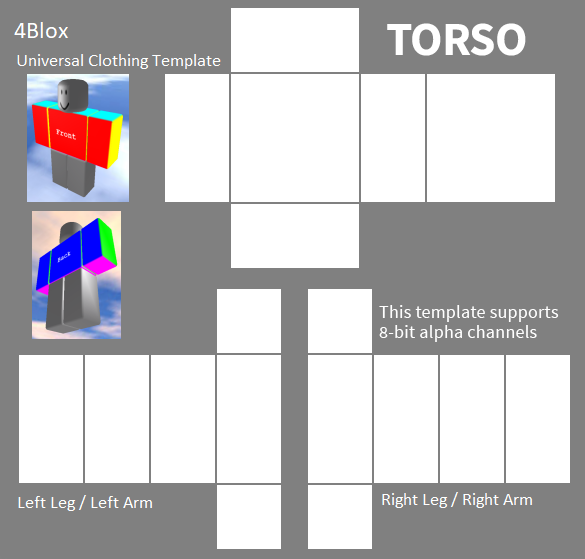 4Blox
TORSO
Universal Clothing Template
Front
Back
This template supports
8-bit alpha channels
Left Leg / Left Arm
Right Leg / Right Arm